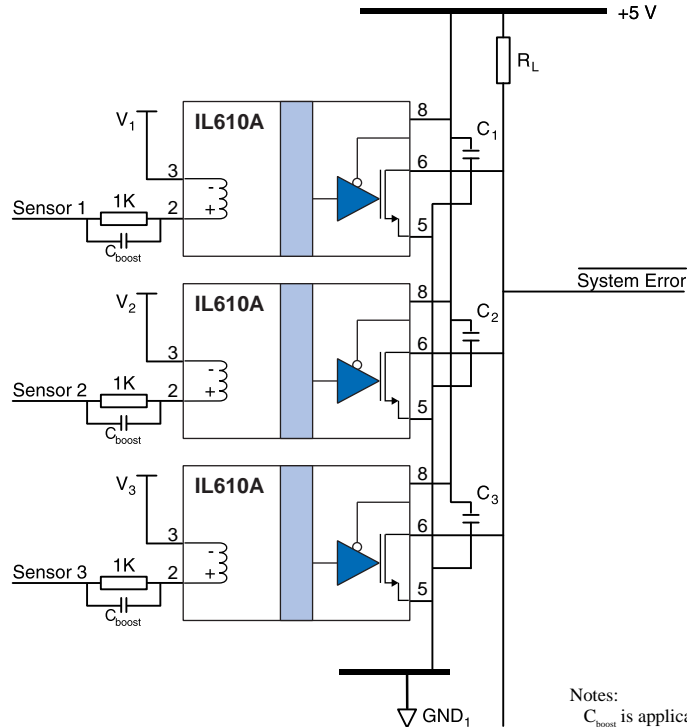 +5 V
R_L
IL610A
8
V_1
C_1
3
6
-
1K
Sensor 1
2
+
5
C_boost
System Error
IL610A
8
V_2
C_2
3
6
-
1K
Sensor 2
2
+
5
C_boost
IL610A
8
V_3
C_3
3
6
-
1K
Sensor 3
2
+
5
C_boost
GND_1
Notes:
C_boost is